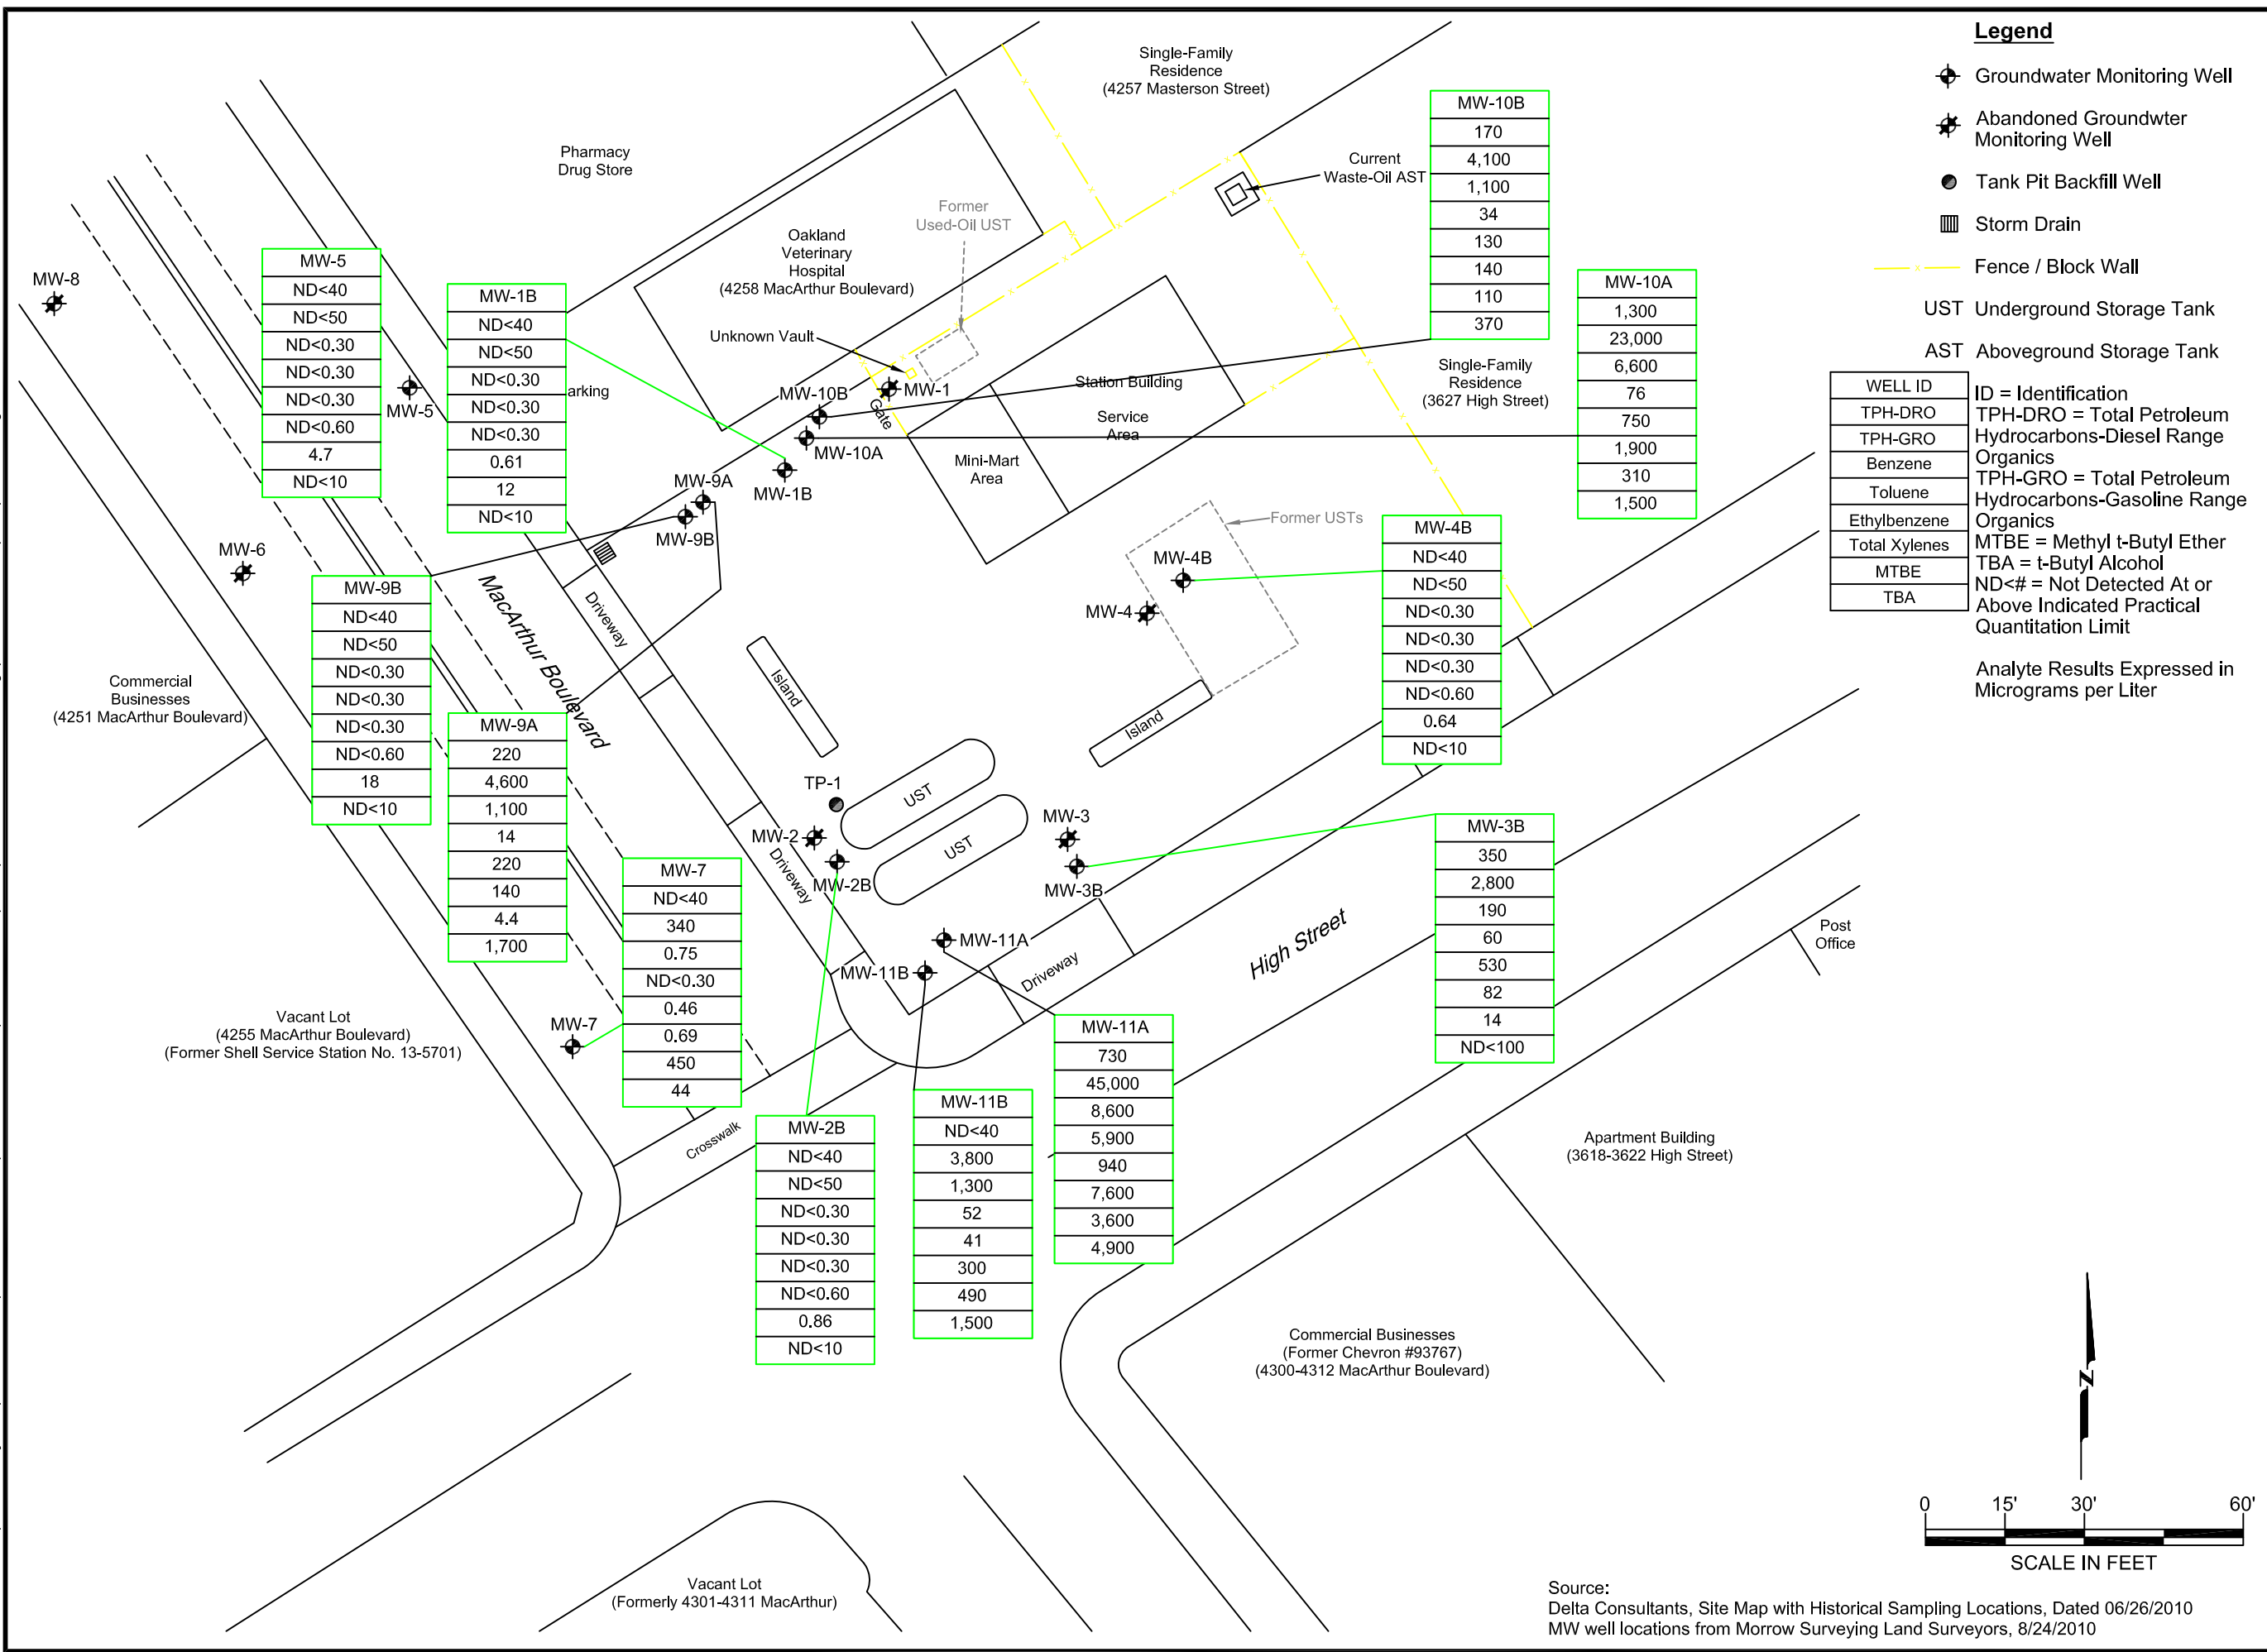 Legend
Groundwater Monitoring Well
Abandoned Groundwter
Monitoring Well
Tank Pit Backfill Well
Storm Drain
Fence / Block Wall
UST Underground Storage Tank
AST Aboveground Storage Tank
WELL ID
TPH-DRO
TPH-GRO
Benzene
Toluene
Ethylbenzene
Total Xylenes
MTBE
TBA
ID = Identification
TPH-DRO = Total Petroleum
Hydrocarbons-Diesel Range
Organics
TPH-GRO = Total Petroleum
Hydrocarbons-Gasoline Range
Organics
MTBE = Methyl t-Butyl Ether
TBA = t-Butyl Alcohol
ND<# = Not Detected At or
Above Indicated Practical
Quantitation Limit
Analyte Results Expressed in
Micrograms per Liter
Single-Family
Residence
(4257 Masterson Street)
Pharmacy
Drug Store
Current
Waste-Oil AST
Former
Used-Oil UST
Oakland
Veterinary
Hospital
(4258 MacArthur Boulevard)
Unknown Vault
MW-10B
170
4,100
1,100
34
130
140
110
370
MW-10A
1,300
23,000
6,600
76
750
1,900
310
1,500
MW-8
MW-5
ND<40
ND<50
ND<0.30
ND<0.30
ND<0.30
ND<0.60
4.7
ND<10
MW-1B
ND<40
ND<50
ND<0.30
ND<0.30
ND<0.30
0.61
12
ND<10
arking
MW-5
MW-10B
MW-1
Gate
MW-10A
MW-1B
Station Building
Service
Area
Mini-Mart
Area
Single-Family
Residence
(3627 High Street)
MW-9A
MW-9B
MW-6
Former USTs
MW-4B
MW-4
MW-4B
ND<40
ND<50
ND<0.30
ND<0.30
ND<0.30
ND<0.60
0.64
ND<10
MW-9B
ND<40
ND<50
ND<0.30
ND<0.30
ND<0.30
ND<0.60
18
ND<10
MacArthur Boulevard
Driveway
Island
Island
Commercial
Businesses
(4251 MacArthur Boulevard)
MW-9A
220
4,600
1,100
14
220
140
4.4
1,700
TP-1
UST
UST
MW-2
MW-2B
Driveway
MW-3
MW-3B
MW-3B
350
2,800
190
60
530
82
14
ND<100
MW-7
ND<40
340
0.75
ND<0.30
0.46
0.69
450
44
MW-11A
MW-11B
Driveway
High Street
Post
Office
Vacant Lot
(4255 MacArthur Boulevard)
(Former Shell Service Station No. 13-5701)
MW-7
Crosswalk
MW-2B
ND<40
ND<50
ND<0.30
ND<0.30
ND<0.30
ND<0.60
0.86
ND<10
MW-11B
ND<40
3,800
1,300
52
41
300
490
1,500
MW-11A
730
45,000
8,600
5,900
940
7,600
3,600
4,900
Apartment Building
(3618-3622 High Street)
Commercial Businesses
(Former Chevron #93767)
(4300-4312 MacArthur Boulevard)
Vacant Lot
(Formerly 4301-4311 MacArthur)
N
0 15' 30' 60'
SCALE IN FEET
Source:
Delta Consultants, Site Map with Historical Sampling Locations, Dated 06/26/2010
MW well locations from Morrow Surveying Land Surveyors, 8/24/2010